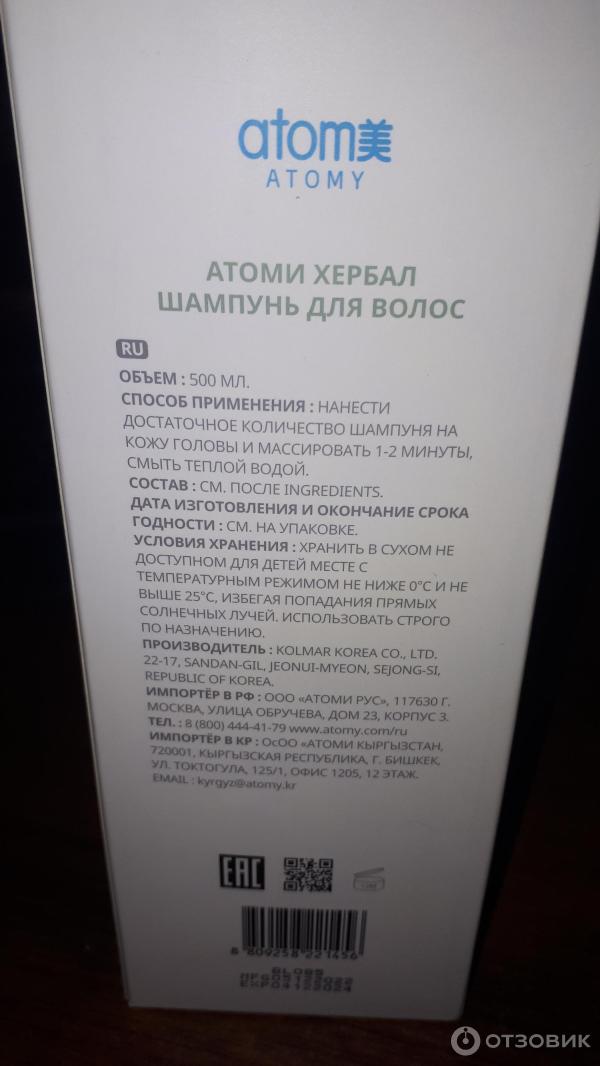 atom美
ATOMY
АТОМИ ХЕРБАЛ
ШАМПУНЬ ДЛЯ ВОЛОС
RU
ОБЪЕМ : 500 МЛ.
СПОСОБ ПРИМЕНЕНИЯ : НАНЕСТИ
ДОСТАТОЧНОЕ КОЛИЧЕСТВО ШАМПУНЯ НА
КОЖУ ГОЛОВЫ И МАССИРОВАТЬ 1-2 МИНУТЫ,
СМЫТЬ ТЕПЛОЙ ВОДОЙ.
СОСТАВ : СМ. ПОСЛЕ INGREDIENTS.
ДАТА ИЗГОТОВЛЕНИЯ И ОКОНЧАНИЕ СРОКА
ГОДНОСТИ : СМ. НА УПАКОВКЕ.
УСЛОВИЯ ХРАНЕНИЯ : ХРАНИТЬ В СУХОМ НЕ
ДОСТУПНОМ ДЛЯ ДЕТЕЙ МЕСТЕ С
ТЕМПЕРАТУРНЫМ РЕЖИМОМ НЕ НИЖЕ 0°С И НЕ
ВЫШЕ 25°С, ИЗБЕГАЯ ПОПАДАНИЯ ПРЯМЫХ
СОЛНЕЧНЫХ ЛУЧЕЙ. ИСПОЛЬЗОВАТЬ СТРОГО
ПО НАЗНАЧЕНИЮ.
ПРОИЗВОДИТЕЛЬ : KOLMAR KOREA CO., LTD.
22-17, SANDAN-GIL, JEONUI-MYEON, SEJONG-SI,
REPUBLIC OF KOREA.
ИМПОРТЁР В РФ : ООО «АТОМИ РУС», 117630 Г.
МОСКВА, УЛИЦА ОБРУЧЕВА, ДОМ 23, КОРПУС 3.
ТЕЛ. : 8 (800) 444-41-79 www.atomy.com/ru
ИМПОРТЁР В КР : ОсОО «АТОМИ КЫРГЫЗСТАН,
720001, КЫРГЫЗСКАЯ РЕСПУБЛИКА, Г. БИШКЕК,
УЛ. ТОКТОГУЛА, 125/1, ОФИС 1205, 12 ЭТАЖ.
EMAIL : kyrgyz@atomy.kr
EAC
8 809258 221456
ОТЗОВИК